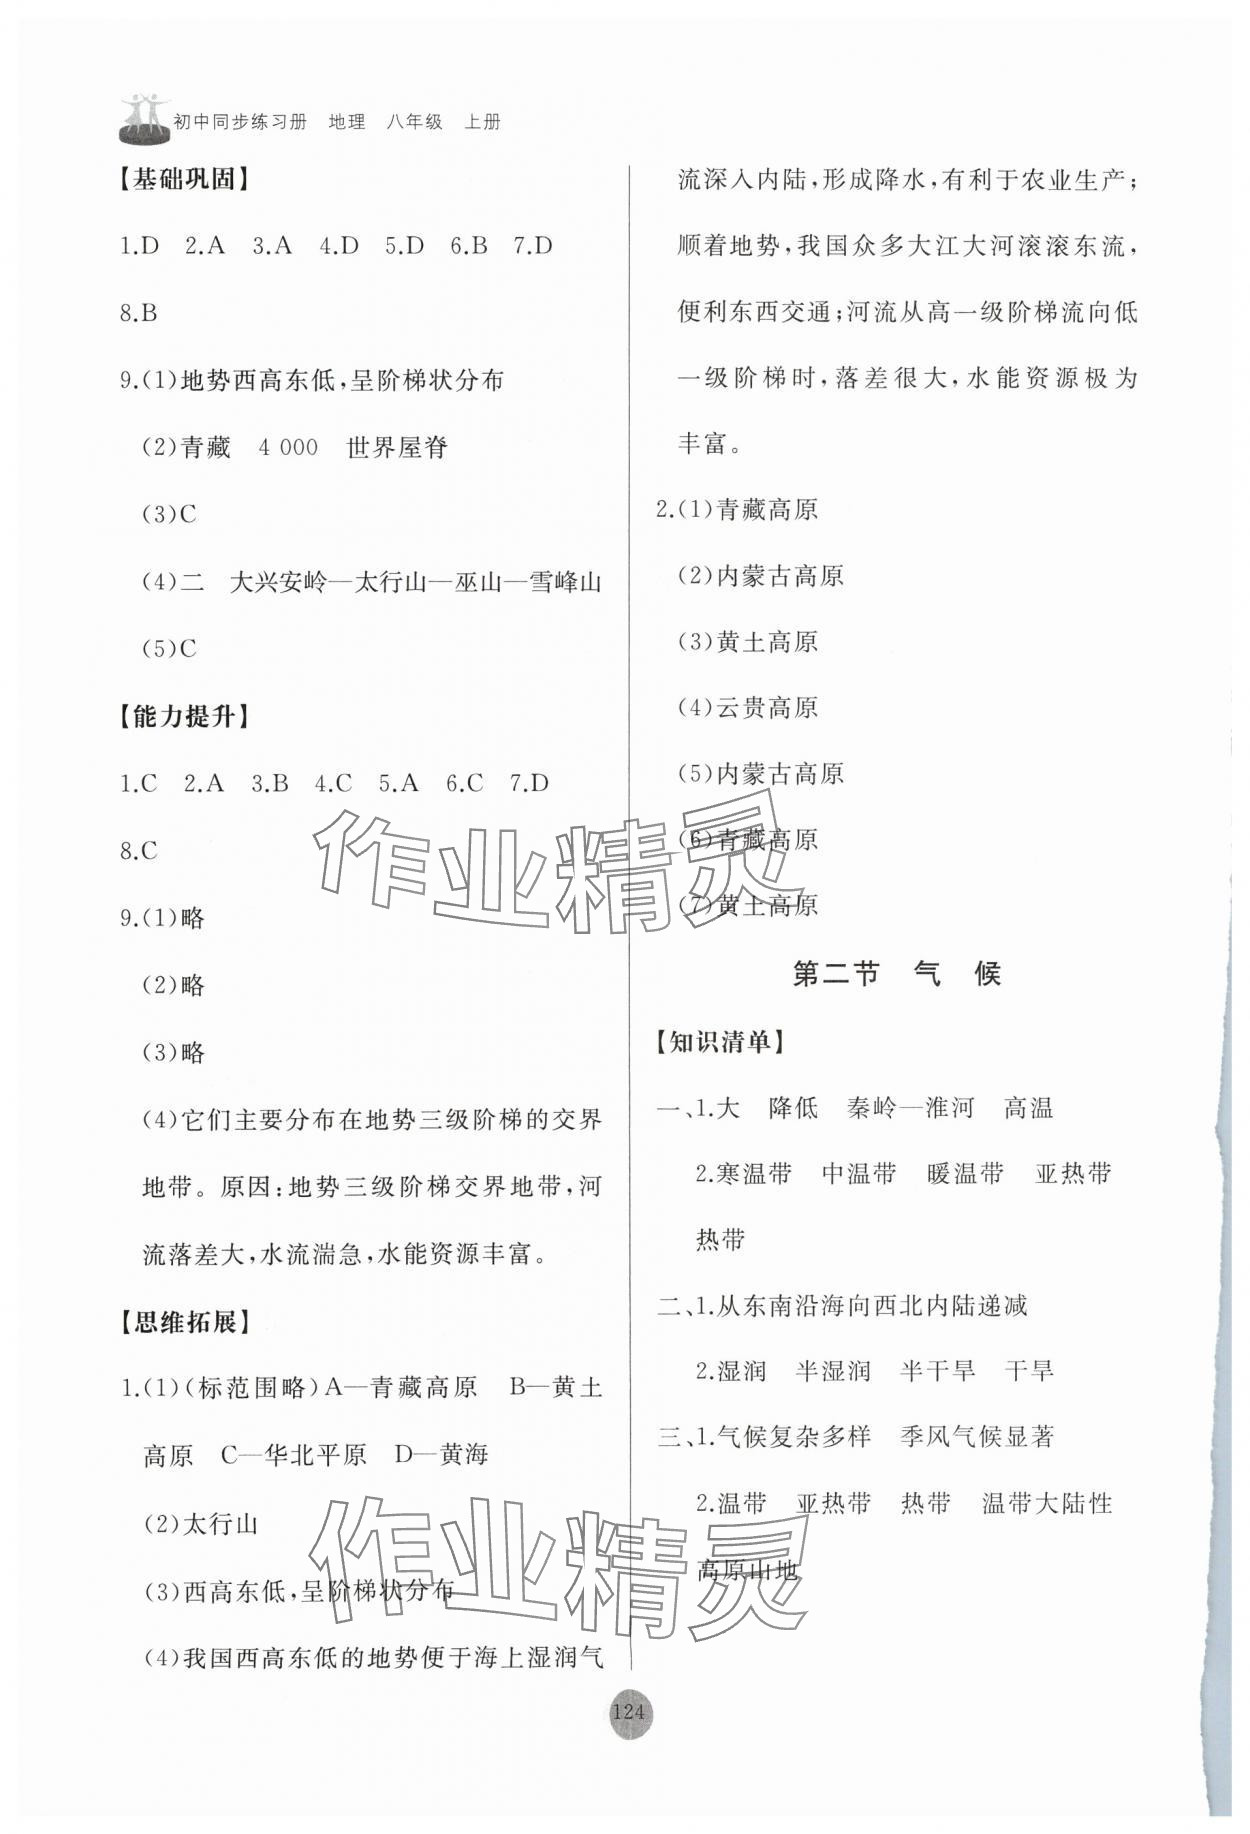 初中同步练习册 地理 八年级 上册
【基础巩固】
1.D 2.A 3.A 4.D 5.D 6.B 7.D
8.B
9.(1)地势西高东低,呈阶梯状分布
(2)青藏 4 000 世界屋脊
(3)C
(4)二 大兴安岭—太行山—巫山—雪峰山
(5)C
【能力提升】
1.C 2.A 3.B 4.C 5.A 6.C 7.D
8.C
9.(1)略
(2)略
(3)略
(4)它们主要分布在地势三级阶梯的交界
地带。原因:地势三级阶梯交界地带,河
流落差大,水流湍急,水能资源丰富。
【思维拓展】
1.(1)(标范围略)A—青藏高原 B—黄土
高原 C—华北平原 D—黄海
(2)太行山
(3)西高东低,呈阶梯状分布
(4)我国西高东低的地势便于海上湿润气
流深入内陆,形成降水,有利于农业生产;
顺着地势,我国众多大江大河滚滚东流,
便利东西交通;河流从高一级阶梯流向低
一级阶梯时,落差很大,水能资源极为
丰富。
2.(1)青藏高原
(2)内蒙古高原
(3)黄土高原
(4)云贵高原
(5)内蒙古高原
(6)青藏高原
(7)黄土高原
第二节 气 候
【知识清单】
一、1.大 降低 秦岭—淮河 高温
2.寒温带 中温带 暖温带 亚热带
热带
二、1.从东南沿海向西北内陆递减
2.湿润 半湿润 半干旱 干旱
三、1.气候复杂多样 季风气候显著
2.温带 亚热带 热带 温带大陆性
高原山地
作业精灵
作业精灵
124